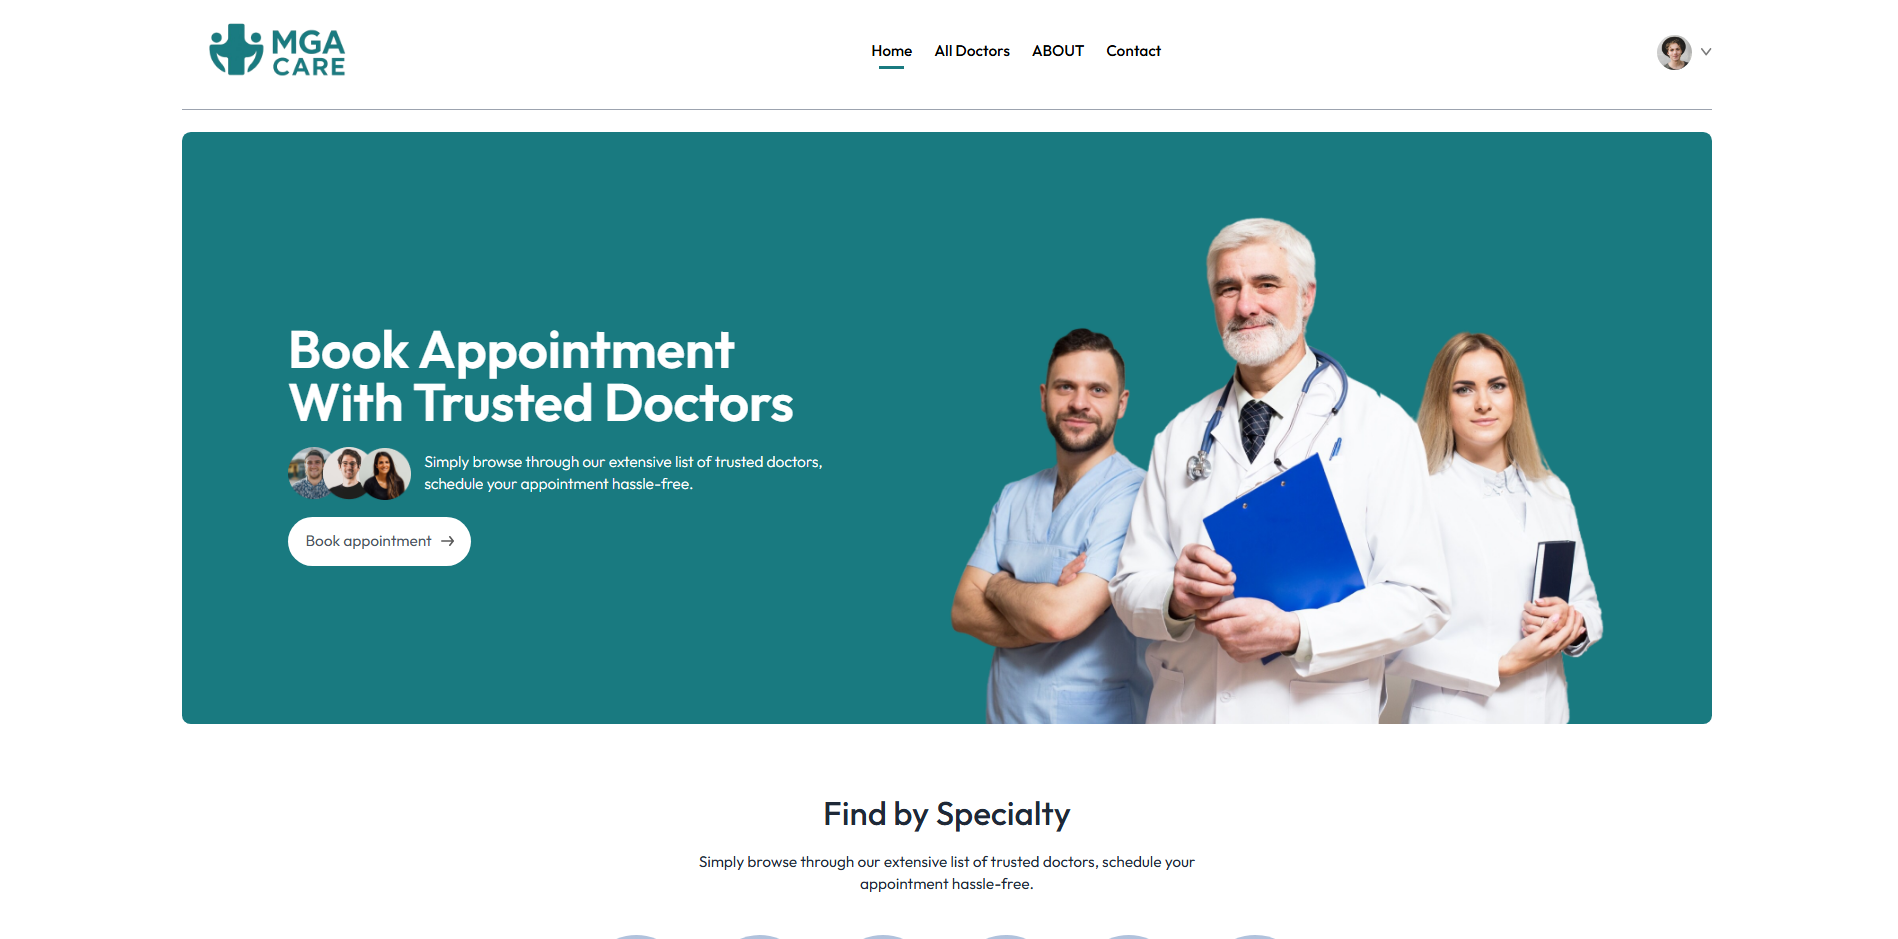 MGA
CARE
Home
All Doctors
ABOUT
Contact
Book Appointment
With Trusted Doctors
Simply browse through our extensive list of trusted doctors,
schedule your appointment hassle-free.
Book appointment →
Find by Specialty
Simply browse through our extensive list of trusted doctors, schedule your
appointment hassle-free.